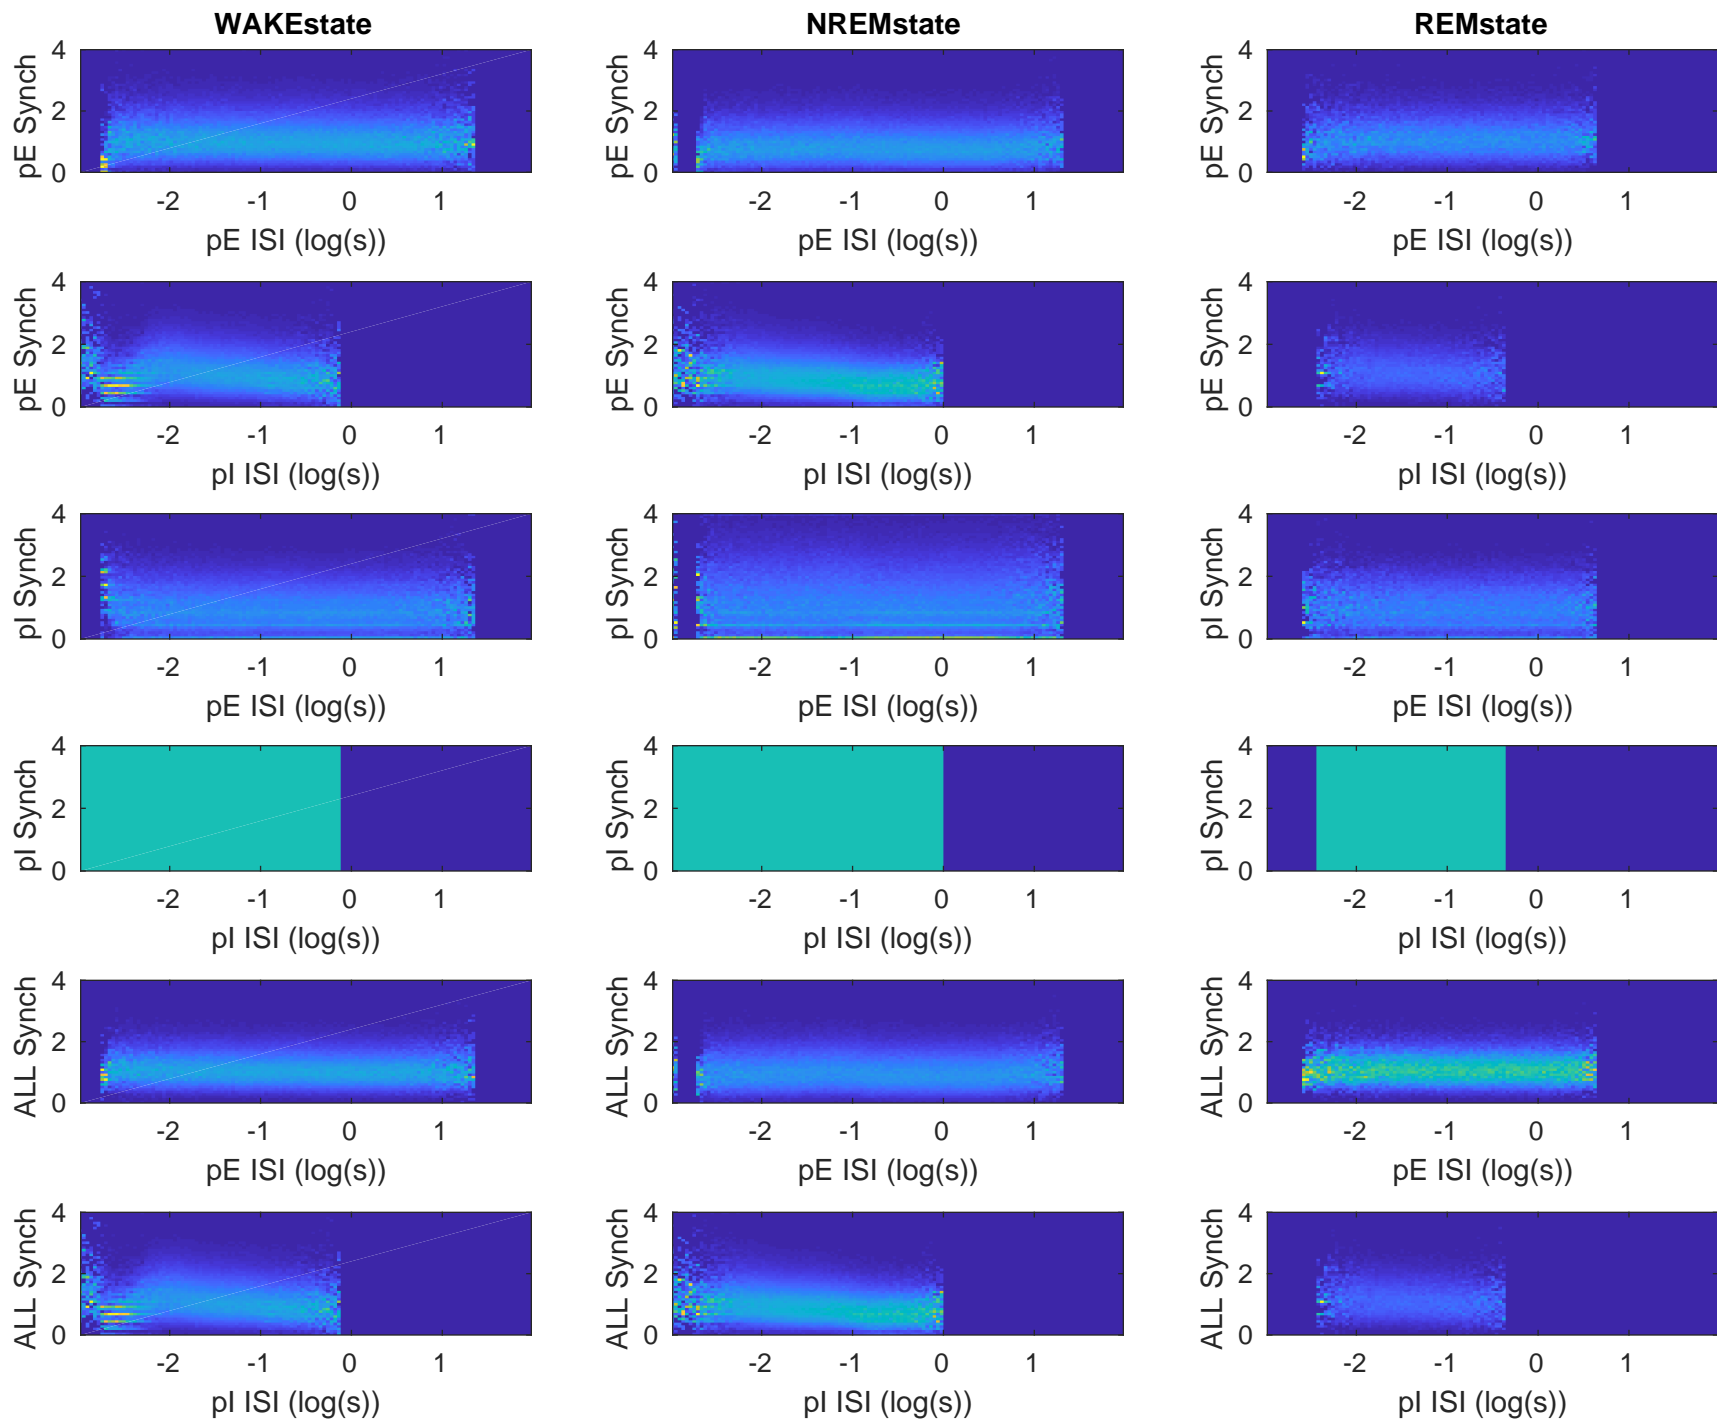 WAKEstate NREMstate REMstate
4 4 4
pE Synch pE Synch pE Synch
2 2 2
0 0 0
-2 -1 0 1 -2 -1 0 1 -2 -1 0 1
pE ISI (log(s)) pE ISI (log(s)) pE ISI (log(s))
4 4 4
pE Synch pE Synch pE Synch
2 2 2
0 0 0
-2 -1 0 1 -2 -1 0 1 -2 -1 0 1
pI ISI (log(s)) pI ISI (log(s)) pI ISI (log(s))
4 4 4
pI Synch pI Synch pI Synch
2 2 2
0 0 0
-2 -1 0 1 -2 -1 0 1 -2 -1 0 1
pE ISI (log(s)) pE ISI (log(s)) pE ISI (log(s))
4 4 4
pI Synch pI Synch pI Synch
2 2 2
0 0 0
-2 -1 0 1 -2 -1 0 1 -2 -1 0 1
pI ISI (log(s)) pI ISI (log(s)) pI ISI (log(s))
4 4 4
ALL Synch ALL Synch ALL Synch
2 2 2
0 0 0
-2 -1 0 1 -2 -1 0 1 -2 -1 0 1
pE ISI (log(s)) pE ISI (log(s)) pE ISI (log(s))
4 4 4
ALL Synch ALL Synch ALL Synch
2 2 2
0 0 0
-2 -1 0 1 -2 -1 0 1 -2 -1 0 1
pI ISI (log(s)) pI ISI (log(s)) pI ISI (log(s))